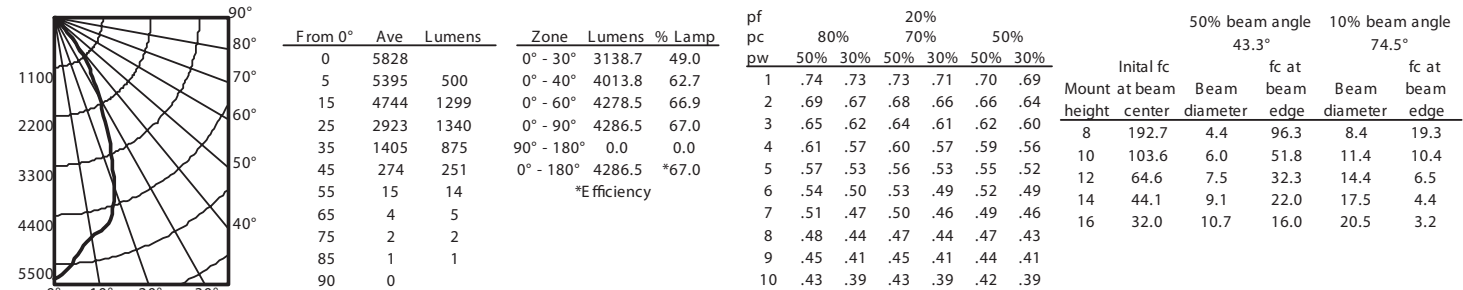 90°
80°
70°
60°
50°
40°
1100
2200
3300
4400
5500
0° 10° 20° 30°
From 0° Ave Lumens
0 5828
5 5395 500
15 4744 1299
25 2923 1340
35 1405 875
45 274 251
55 15 14
65 4 5
75 2 2
85 1 1
90 0
Zone Lumens % Lamp
0° - 30° 3138.7 49.0
0° - 40° 4013.8 62.7
0° - 60° 4278.5 66.9
0° - 90° 4286.5 67.0
90° - 180° 0.0 0.0
0° - 180° 4286.5 *67.0
*Efficiency
pf 20%
pc 80% 70% 50%
pw 50% 30% 50% 30% 50% 30%
1 .74 .73 .73 .71 .70 .69
2 .69 .67 .68 .66 .66 .64
3 .65 .62 .64 .61 .62 .60
4 .61 .57 .60 .57 .59 .56
5 .57 .53 .56 .53 .55 .52
6 .54 .50 .53 .49 .52 .49
7 .51 .47 .50 .46 .49 .46
8 .48 .44 .47 .44 .47 .43
9 .45 .41 .45 .41 .44 .41
10 .43 .39 .43 .39 .42 .39
50% beam angle 10% beam angle
43.3° 74.5°
Inital fc fc at fc at
Mount at beam Beam beam Beam beam
height center diameter edge diameter edge
8 192.7 4.4 96.3 8.4 19.3
10 103.6 6.0 51.8 11.4 10.4
12 64.6 7.5 32.3 14.4 6.5
14 44.1 9.1 22.0 17.5 4.4
16 32.0 10.7 16.0 20.5 3.2